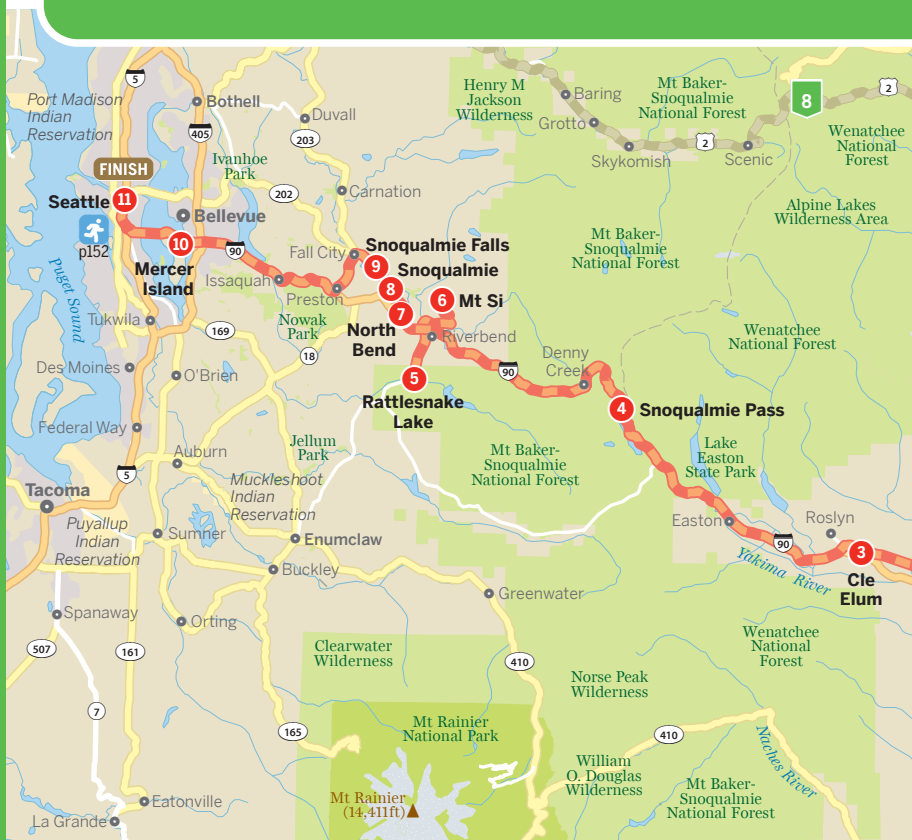 5
Port Madison
Indian
Reservation
Bothell
405
Duvall
203
Henry M
Jackson
Wilderness
Baring
Grotto
Mt Baker-
Snoqualmie
National Forest
8
2
2
Skykomish
Scenic
Wenatchee
National
Forest
FINISH
Ivanhoe
Park
Seattle 11
202
Carnation
Alpine Lakes
Wilderness Area
p152
Bellevue
10
Mercer
Island
90
Fall City
Snoqualmie Falls
9
Snoqualmie
8
Mt Baker-
Snoqualmie
National Forest
Puget Sound
Issaquah
Preston
7
6 Mt Si
North
Bend
Riverbend
Tukwila
169
Nowak
Park
18
Wenatchee
National Forest
Des Moines
O'Brien
5
Rattlesnake
Lake
90
Denny
Creek
4 Snoqualmie Pass
Federal Way
Auburn
Jellum
Park
Mt Baker-
Snoqualmie
National Forest
Lake
Easton
State Park
5
Muckleshoot
Indian
Reservation
Tacoma
Puyallup
Indian
Reservation
Sumner
Enumclaw
Easton
Roslyn
90
3
Cle
Elum
Yakima River
Buckley
Greenwater
Spanaway
Orting
507
161
Clearwater
Wilderness
410
Wenatchee
National
Forest
Norse Peak
Wilderness
7
165
Mt Rainier
National Park
410
Naches River
William
O. Douglas
Wilderness
Mt Baker-
Snoqualmie
National Forest
Mt Rainier
(14,411ft)
Eatonville
La Grande